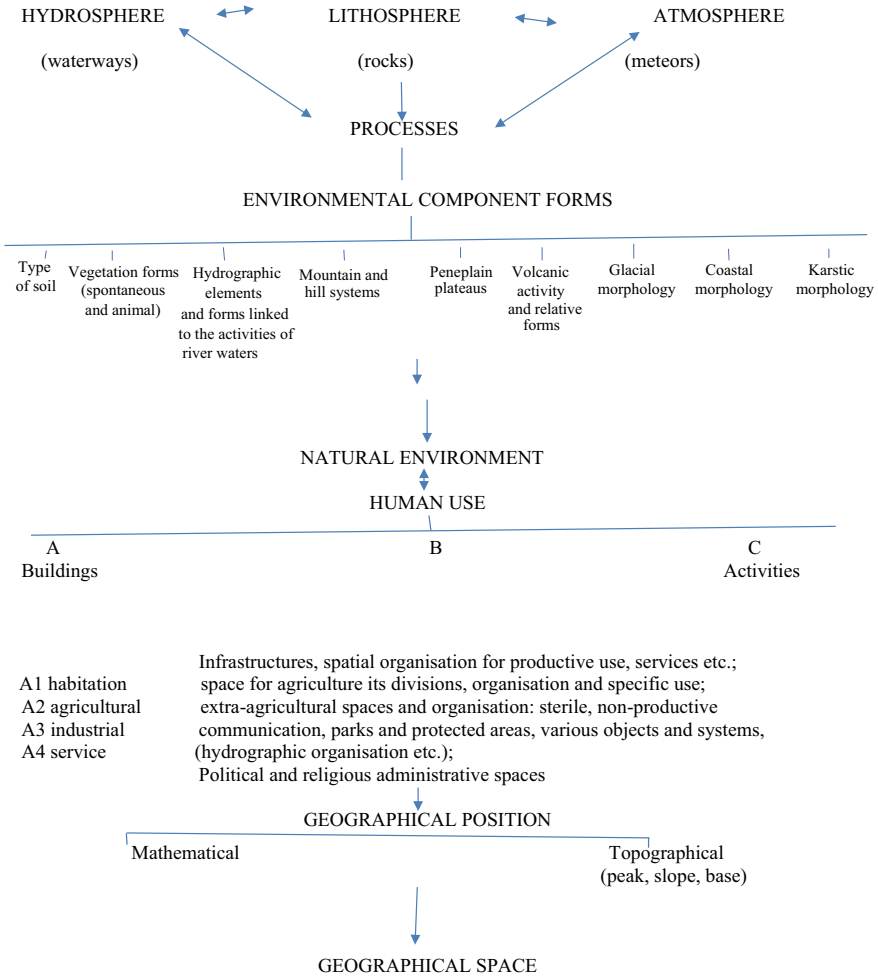 HYDROSPHERE LITHOSPHERE ATMOSPHERE
(waterways) (rocks) (meteors)
PROCESSES
ENVIRONMENTAL COMPONENT FORMS
Type
of soil
Vegetation forms
(spontaneous
and animal)
Hydrographic
elements
and forms linked
to the activities of
river waters
Mountain and
hill systems
Peneplain
plateaus
Volcanic
activity
and relative
forms
Glacial
morphology
Coastal
morphology
Karstic
morphology
NATURAL ENVIRONMENT
HUMAN USE
A B C
Buildings Activities
Infrastructures, spatial organisation for productive use, services etc.;
A1 habitation space for agriculture its divisions, organisation and specific use;
A2 agricultural extra-agricultural spaces and organisation: sterile, non-productive
A3 industrial communication, parks and protected areas, various objects and systems,
A4 service (hydrographic organisation etc.);
Political and religious administrative spaces
GEOGRAPHICAL POSITION
Mathematical Topographical
(peak, slope, base)
GEOGRAPHICAL SPACE